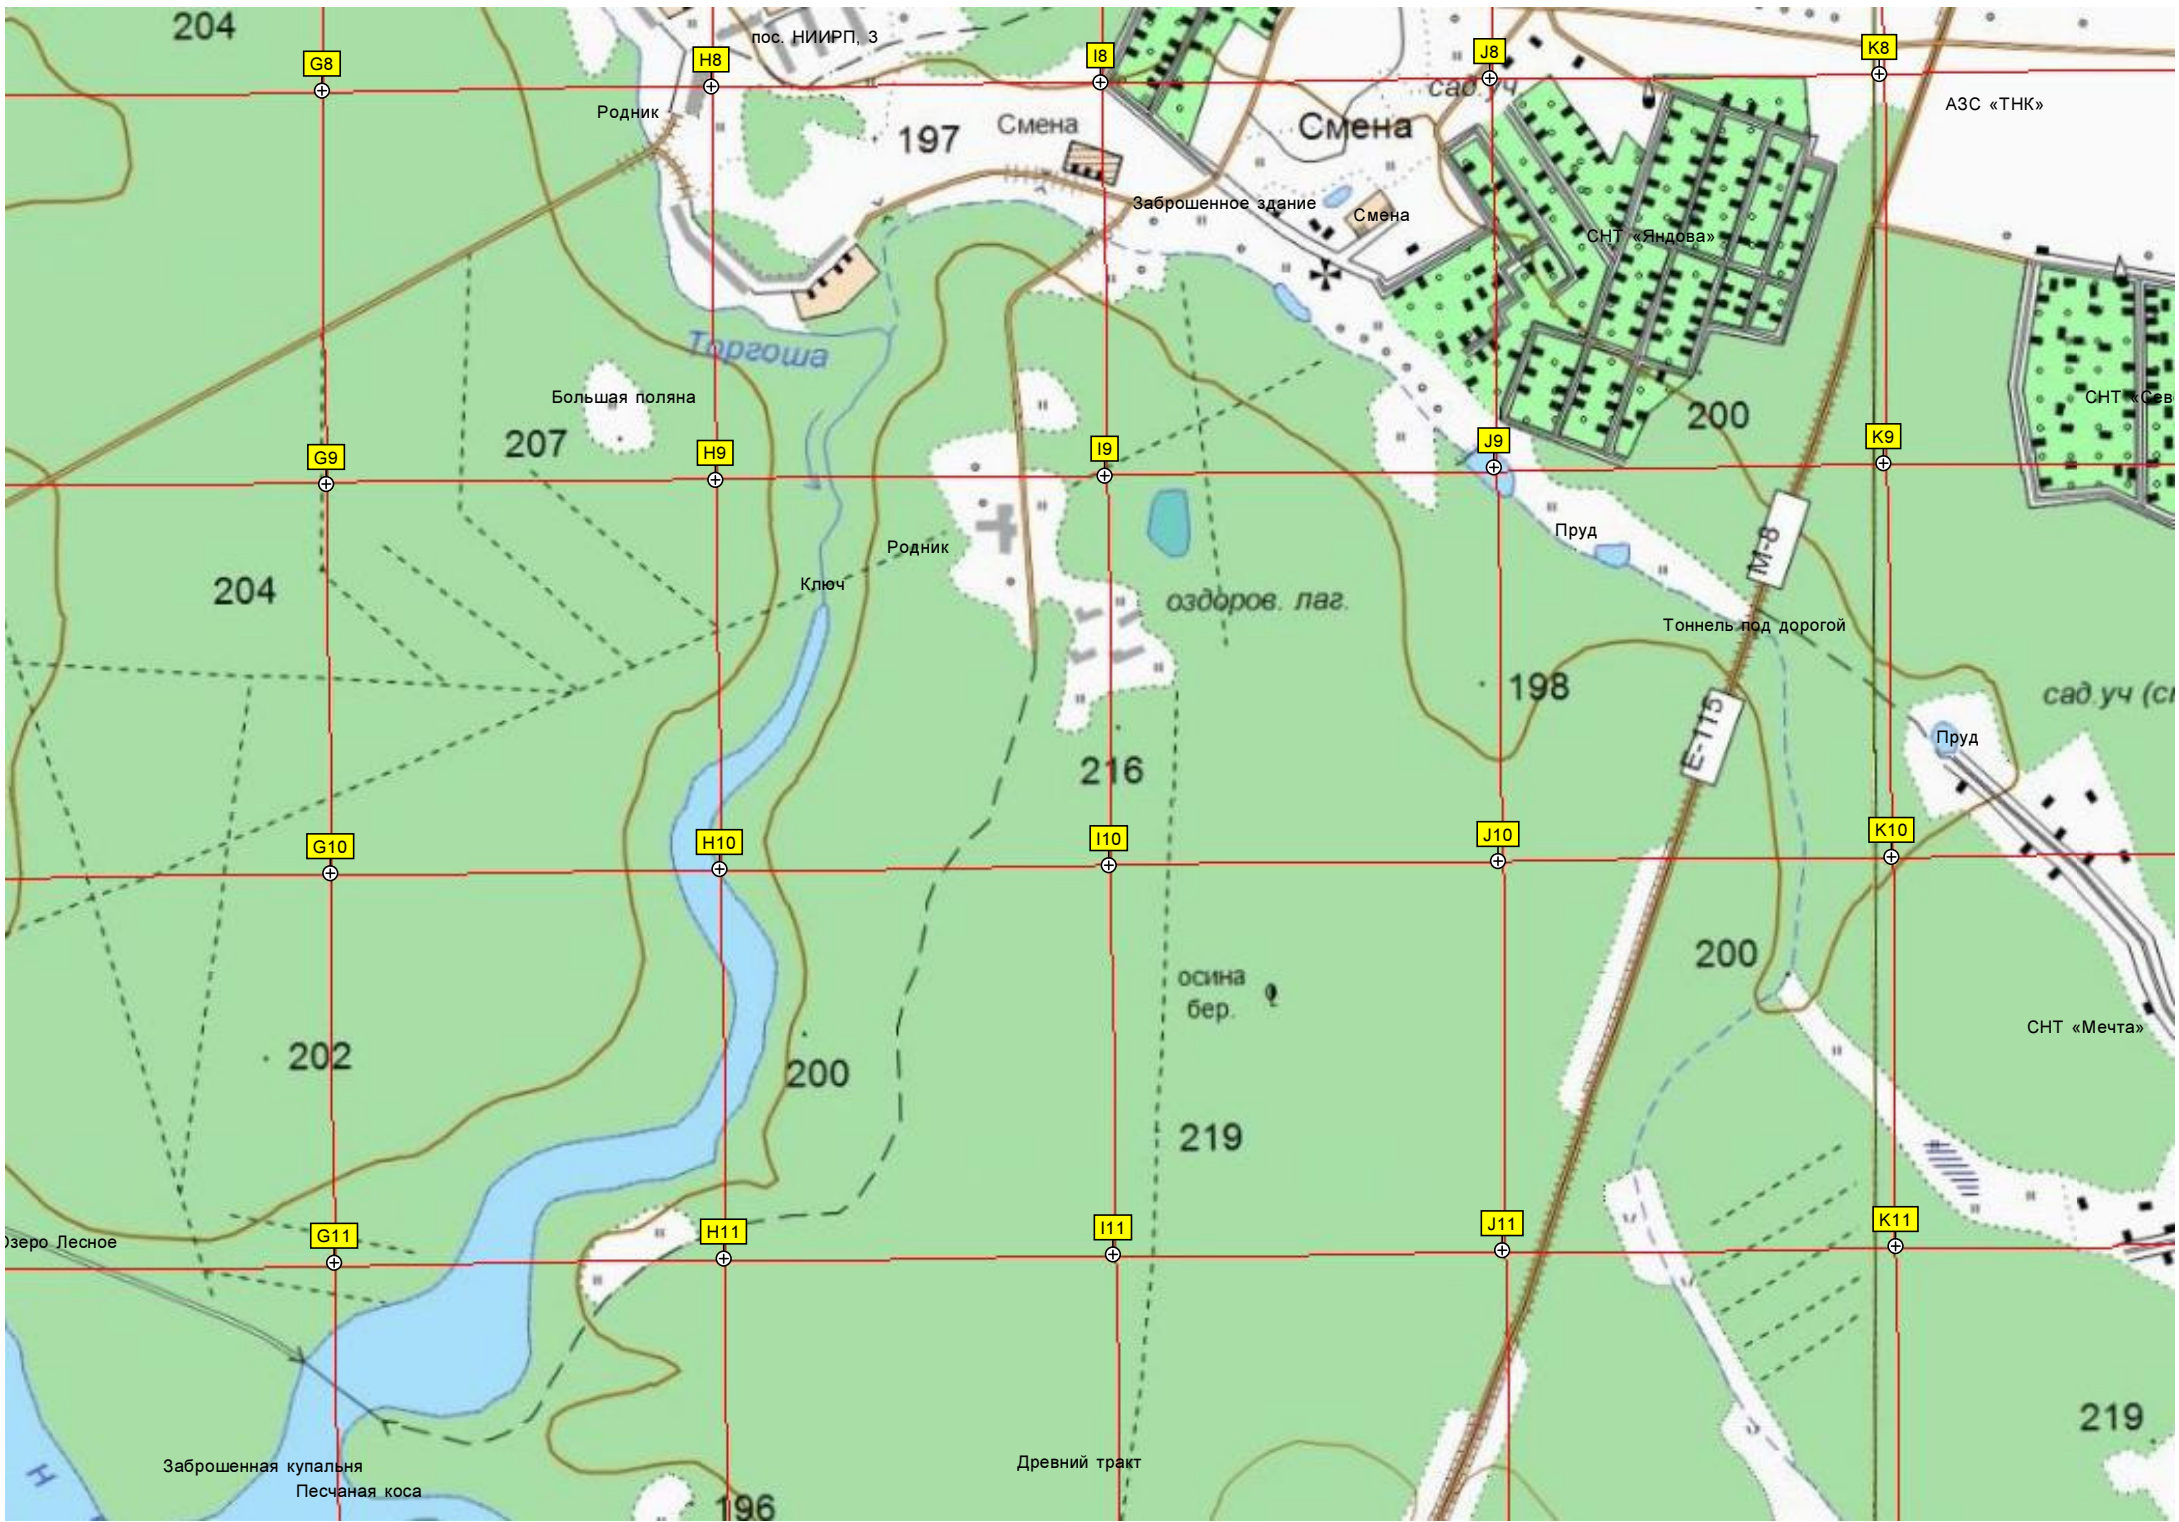 204
пос. НИИРП, 3
G8
H8
I8
J8
K8
сад.уч
АЗС «ТНК»
Родник
197
Смена
Смена
Заброшенное здание
Смена
СНТ «Яндова»
Торгоша
Большая поляна
СНТ «Сев
200
207
G9
H9
I9
J9
K9
Пруд
М-8
Родник
Ключ
204
оздоров. лаг.
Тоннель под дорогой
198
сад.уч (сп
Е-115
Пруд
216
G10
H10
I10
J10
K10
200
осина
бер.
СНТ «Мечта»
202
200
219
G11
H11
I11
J11
K11
Озеро Лесное
219
Древний тракт
Заброшенная купальня
Н
Песчаная коса
196